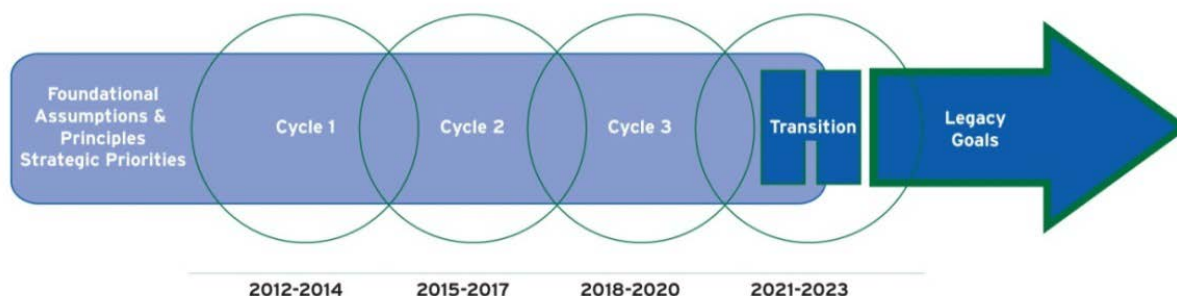 Foundational
Assumptions &
Principles
Strategic Priorities
Cycle 1
Cycle 2
Cycle 3
Transition
Legacy
Goals
2012-2014
2015-2017
2018-2020
2021-2023